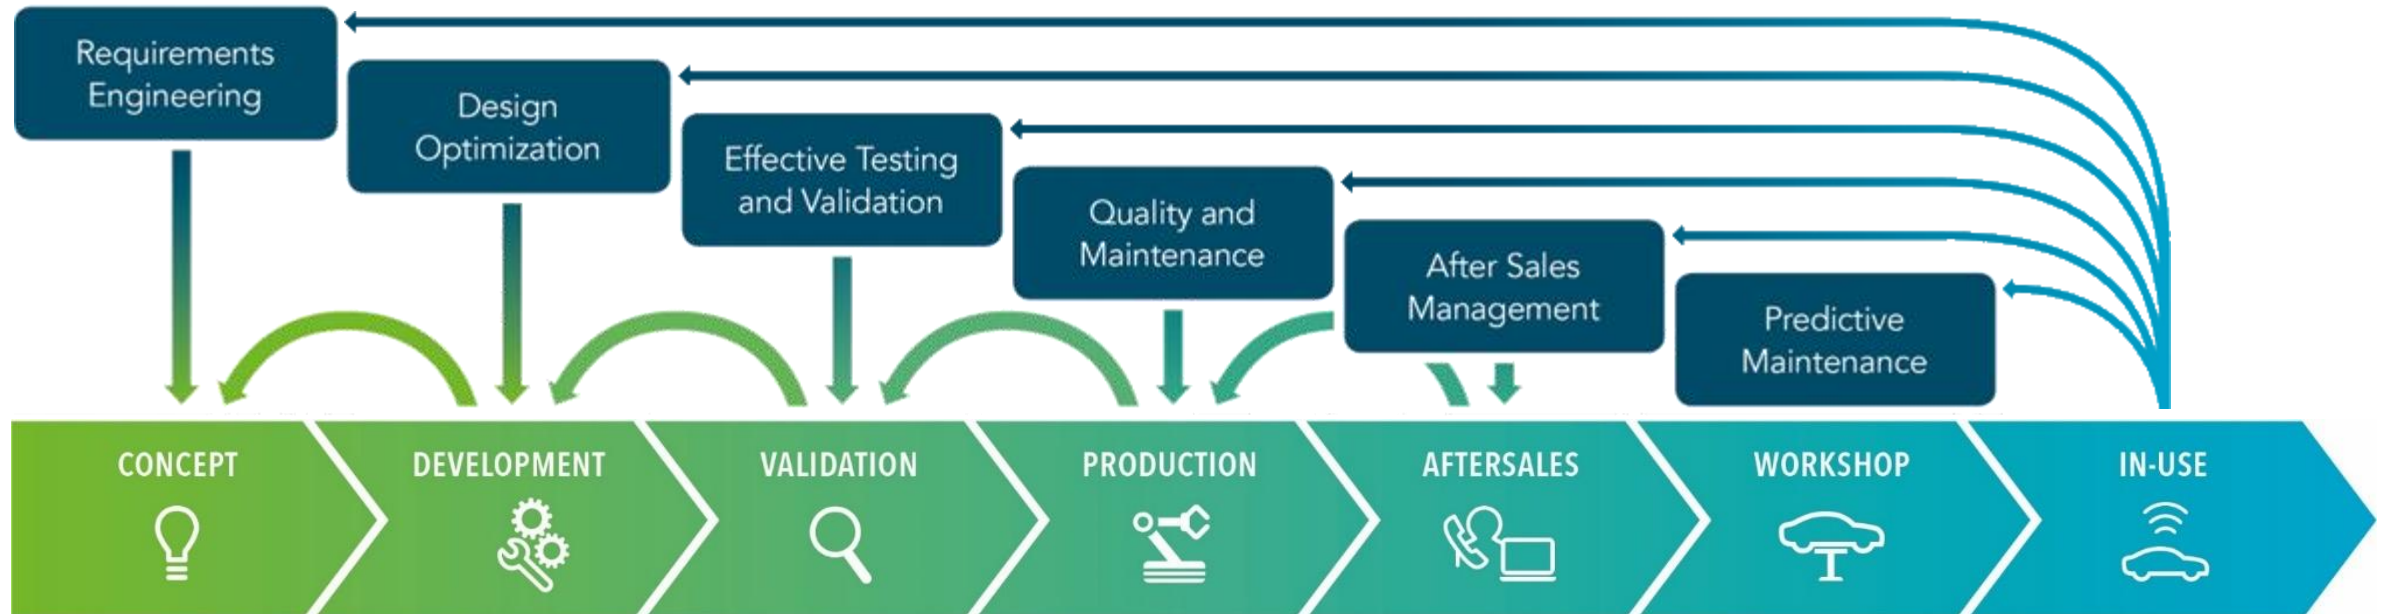 Requirements
Engineering
Design
Optimization
Effective Testing
and Validation
Quality and
Maintenance
After Sales
Management
Predictive
Maintenance
CONCEPT
DEVELOPMENT
VALIDATION
PRODUCTION
AFTERSALES
WORKSHOP
IN-USE